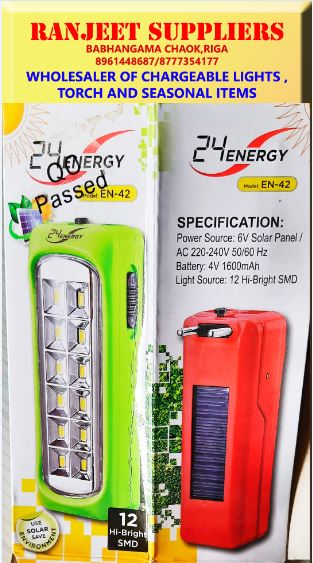 RANJEET SUPPLIERS
BABHANGAMA CHAOK,RIGA
8961448687/8777354177
WHOLESALER OF CHARGEABLE LIGHTS ,
TORCH AND SEASONAL ITEMS
24 ENERGY
Model: EN-42
QC
Passed
24 ENERGY
USE
SOLAR
SAVE
ENVIRONMENT
12
Hi-Bright
SMD
24 ENERGY
Model: EN-42
SPECIFICATION:
Power Source: 6V Solar Panel /
AC 220-240V 50/60 Hz
Battery: 4V 1600mAh
Light Source: 12 Hi-Bright SMD